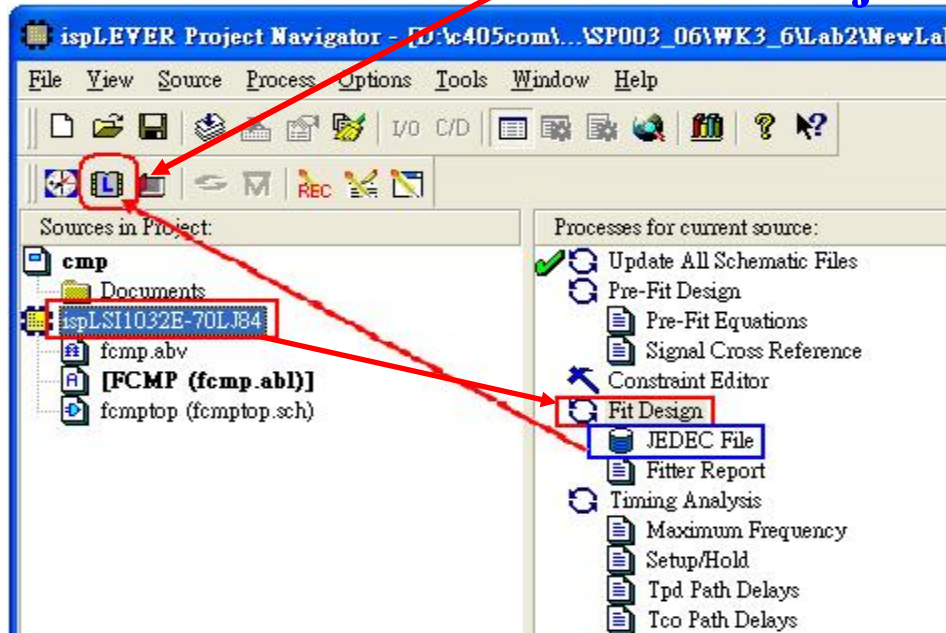 ispLEVER Project Navigator - [D:\c405com\...\SP003_06\WK3_6\Lab2\NewLab
File View Source Process Options Tools Window Help
I/O C/D
L REC
Sources in Project:
cmp
Documents
ispLSI1032E-70LJ84
fcmp.abv
[FCMP (fcmp.abl)]
fcmptop (fcmptop.sch)
Processes for current source:
Update All Schematic Files
Pre-Fit Design
Pre-Fit Equations
Signal Cross Reference
Constraint Editor
Fit Design
JEDEC File
Fitter Report
Timing Analysis
Maximum Frequency
Setup/Hold
Tpd Path Delays
Tco Path Delays